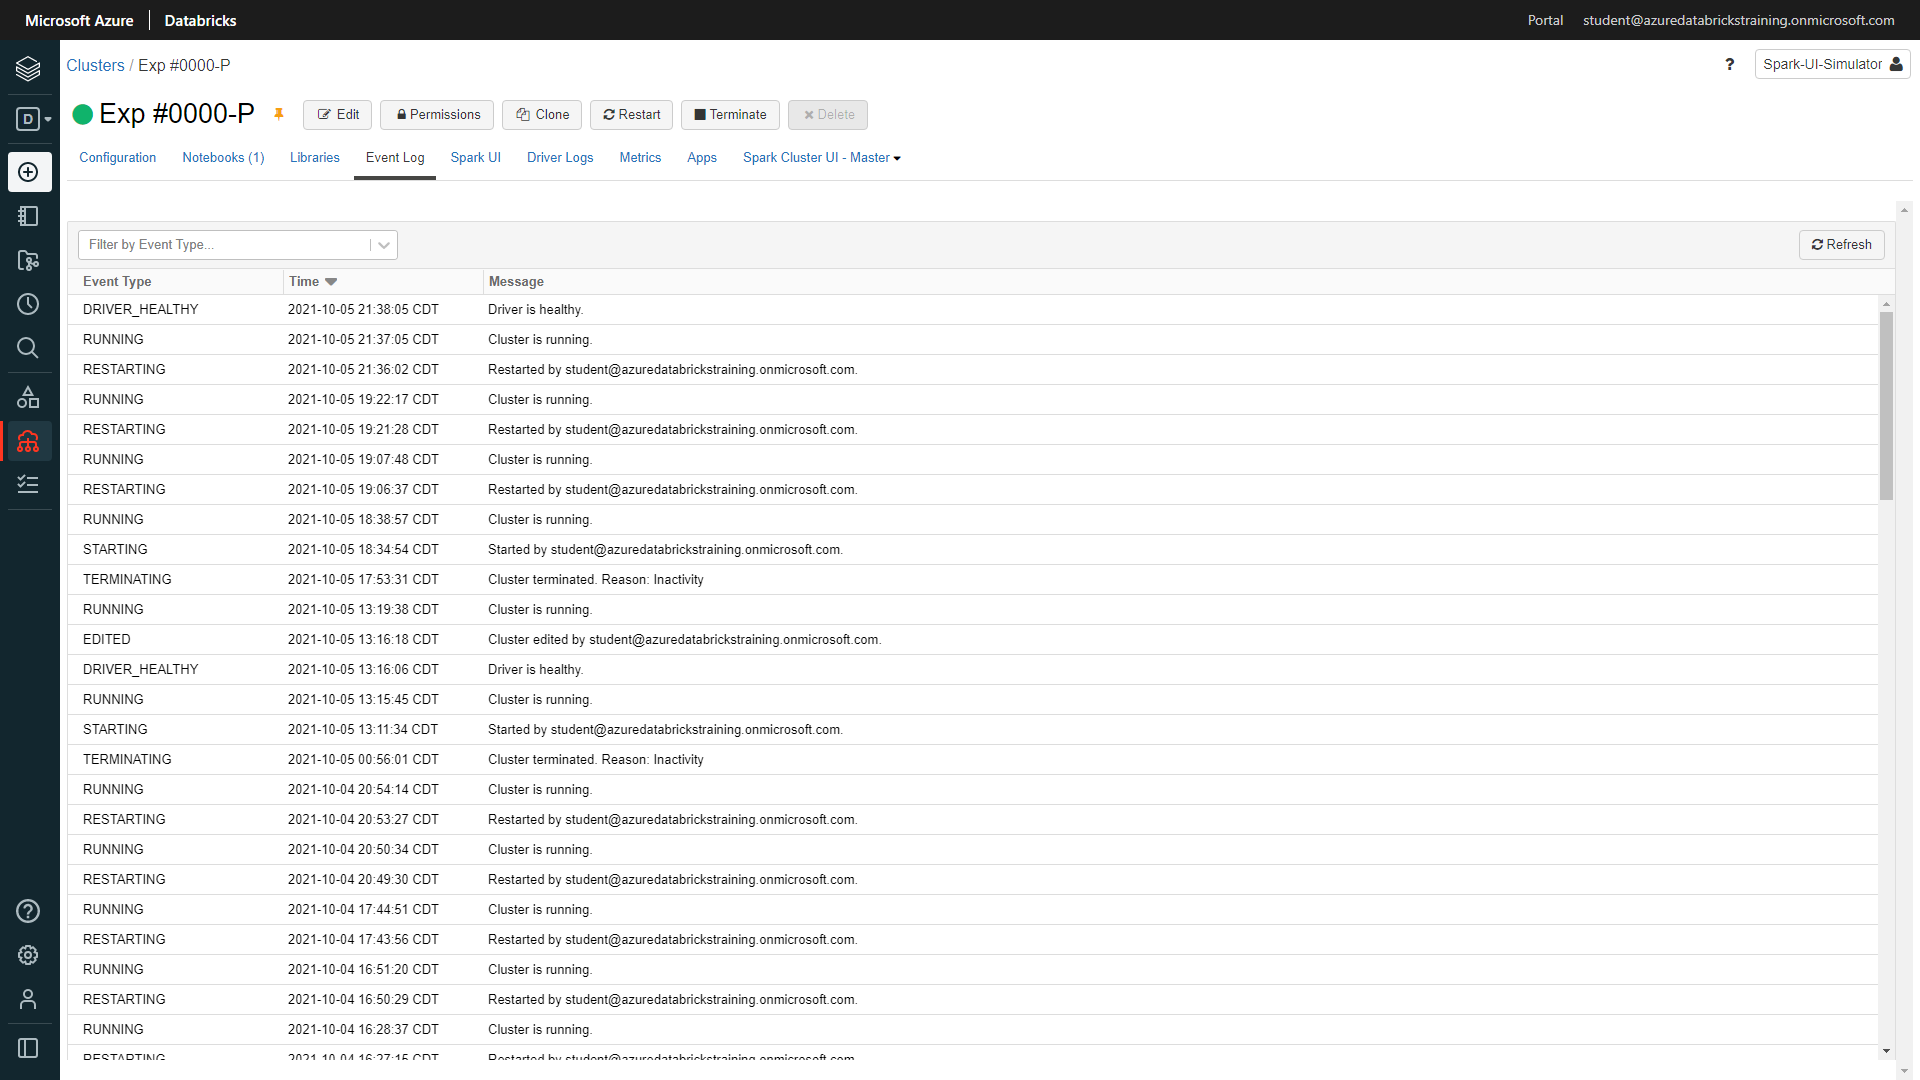 Microsoft Azure Databricks Portal student@azuredatabrickstraining.onmicrosoft.com
Clusters / Exp #0000-P ? Spark-UI-Simulator
D
Exp #0000-P Edit Permissions Clone Restart Terminate Delete
Configuration Notebooks (1) Libraries Event Log Spark UI Driver Logs Metrics Apps Spark Cluster UI - Master
Filter by Event Type... Refresh
Event Type Time Message
DRIVER_HEALTHY 2021-10-05 21:38:05 CDT Driver is healthy.
RUNNING 2021-10-05 21:37:05 CDT Cluster is running.
RESTARTING 2021-10-05 21:36:02 CDT Restarted by student@azuredatabrickstraining.onmicrosoft.com.
RUNNING 2021-10-05 19:22:17 CDT Cluster is running.
RESTARTING 2021-10-05 19:21:28 CDT Restarted by student@azuredatabrickstraining.onmicrosoft.com.
RUNNING 2021-10-05 19:07:48 CDT Cluster is running.
RESTARTING 2021-10-05 19:06:37 CDT Restarted by student@azuredatabrickstraining.onmicrosoft.com.
RUNNING 2021-10-05 18:38:57 CDT Cluster is running.
STARTING 2021-10-05 18:34:54 CDT Started by student@azuredatabrickstraining.onmicrosoft.com.
TERMINATING 2021-10-05 17:53:31 CDT Cluster terminated. Reason: Inactivity
RUNNING 2021-10-05 13:19:38 CDT Cluster is running.
EDITED 2021-10-05 13:16:18 CDT Cluster edited by student@azuredatabrickstraining.onmicrosoft.com.
DRIVER_HEALTHY 2021-10-05 13:16:06 CDT Driver is healthy.
RUNNING 2021-10-05 13:15:45 CDT Cluster is running.
STARTING 2021-10-05 13:11:34 CDT Started by student@azuredatabrickstraining.onmicrosoft.com.
TERMINATING 2021-10-05 00:56:01 CDT Cluster terminated. Reason: Inactivity
RUNNING 2021-10-04 20:54:14 CDT Cluster is running.
RESTARTING 2021-10-04 20:53:27 CDT Restarted by student@azuredatabrickstraining.onmicrosoft.com.
RUNNING 2021-10-04 20:50:34 CDT Cluster is running.
RESTARTING 2021-10-04 20:49:30 CDT Restarted by student@azuredatabrickstraining.onmicrosoft.com.
RUNNING 2021-10-04 17:44:51 CDT Cluster is running.
RESTARTING 2021-10-04 17:43:56 CDT Restarted by student@azuredatabrickstraining.onmicrosoft.com.
RUNNING 2021-10-04 16:51:20 CDT Cluster is running.
RESTARTING 2021-10-04 16:50:29 CDT Restarted by student@azuredatabrickstraining.onmicrosoft.com.
RUNNING 2021-10-04 16:28:37 CDT Cluster is running.
RESTARTING 2021-10-04 16:27:15 CDT Restarted by student@azuredatabrickstraining.onmicrosoft.com.